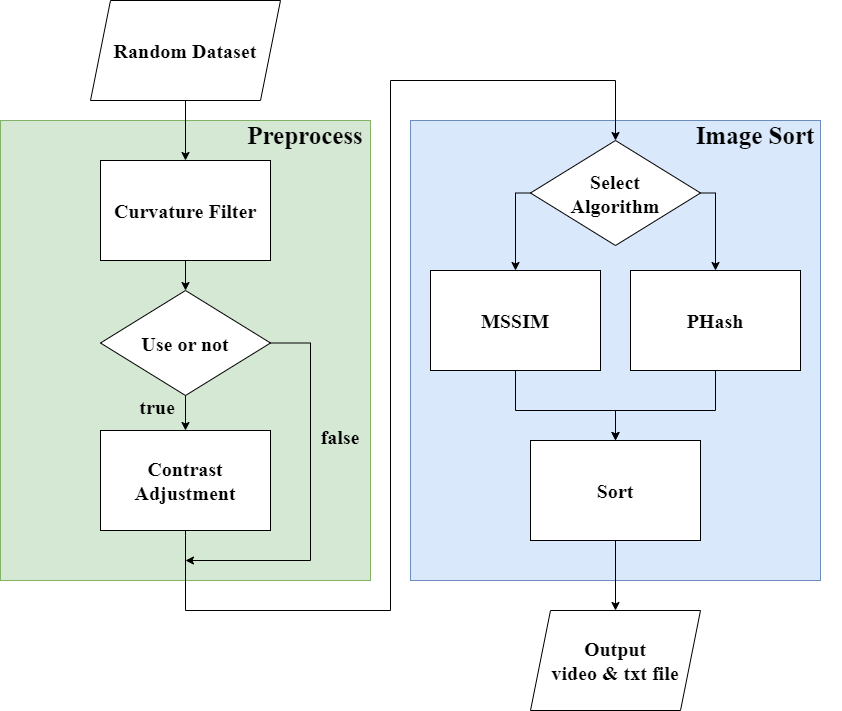 Random Dataset
Preprocess
Curvature Filter
Use or not
true
false
Contrast
Adjustment
Image Sort
Select
Algorithm
MSSIM
PHash
Sort
Output
video & txt file